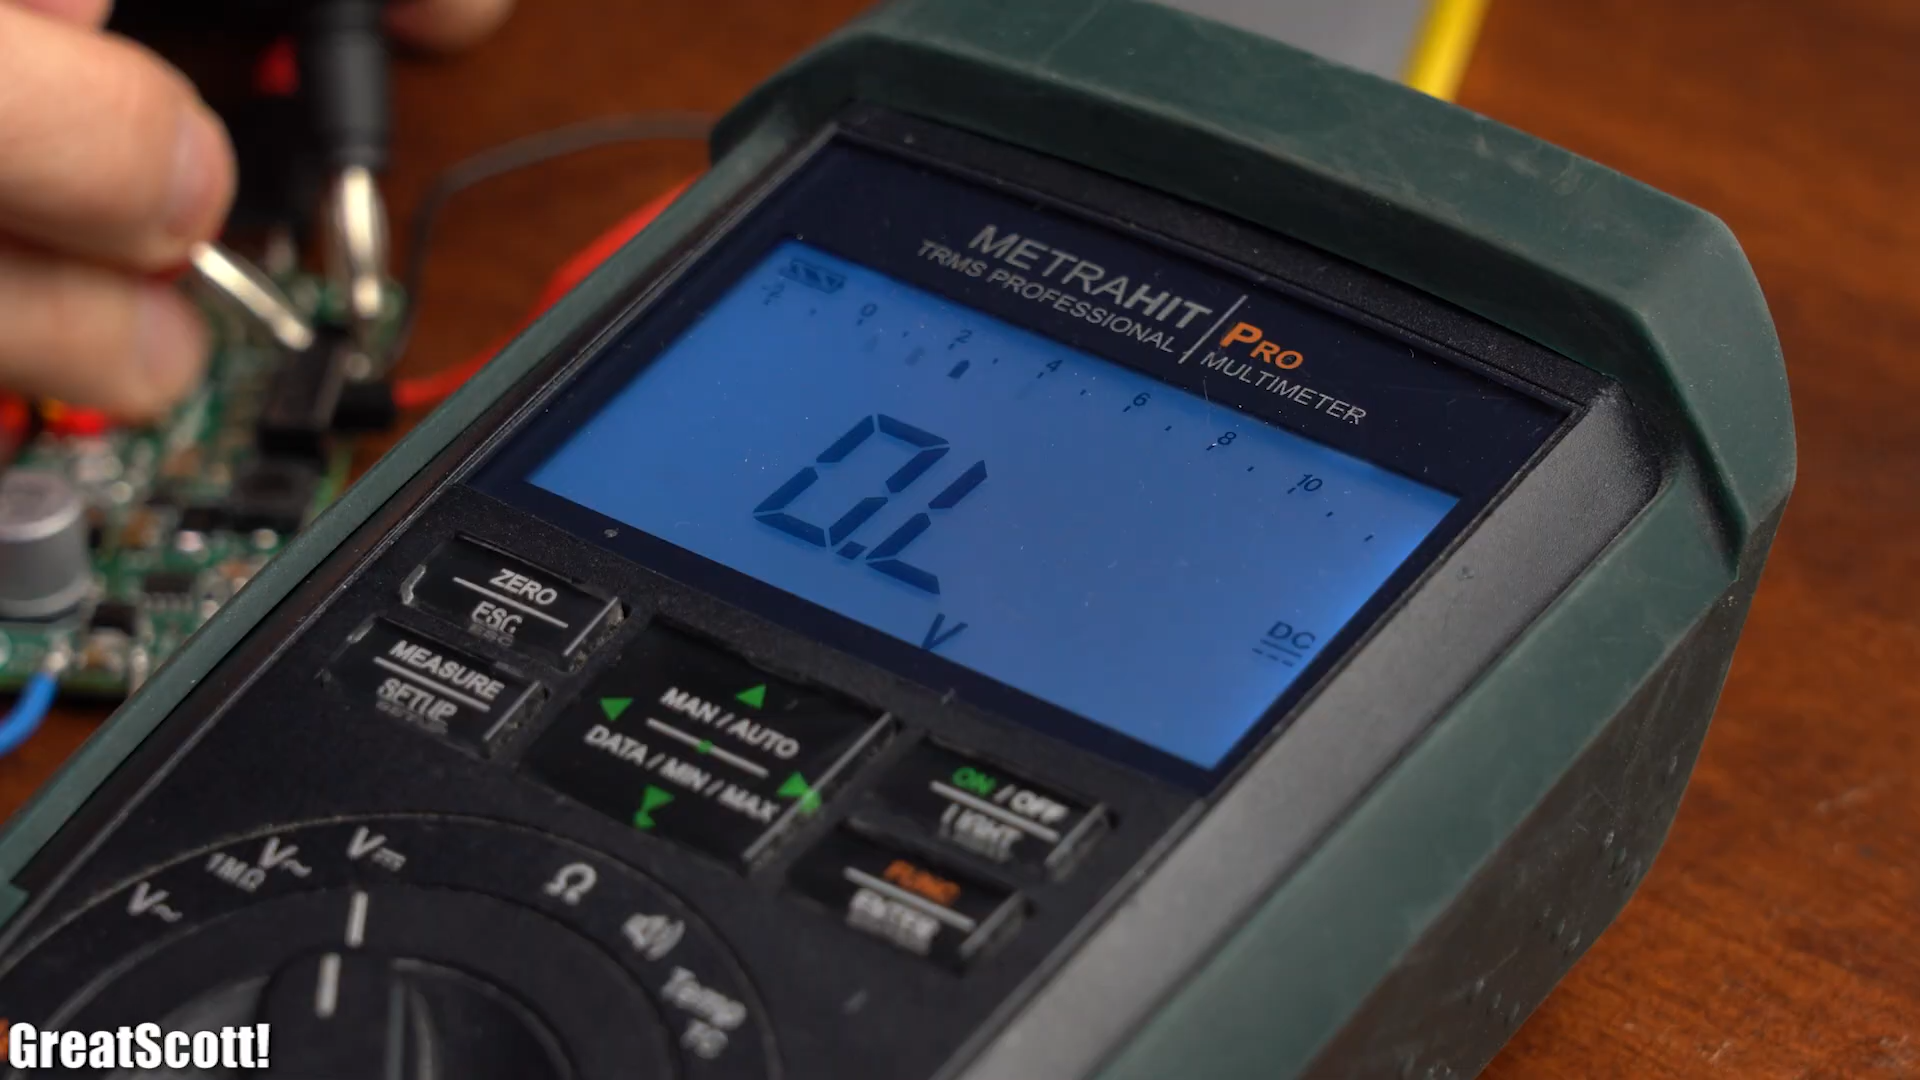 METRAHIT PRO
TRMS PROFESSIONAL MULTIMETER
0 2 4 6 8 10
0.L
V
DC
ZERO
ESC
MEASURE
SETUP
MAN / AUTO
DATA / MIN / MAX
ON / OFF
LIGHT
FUNC
ENTER
V~
1MΩ
V~
V⎓
Ω
Temp
GreatScott!